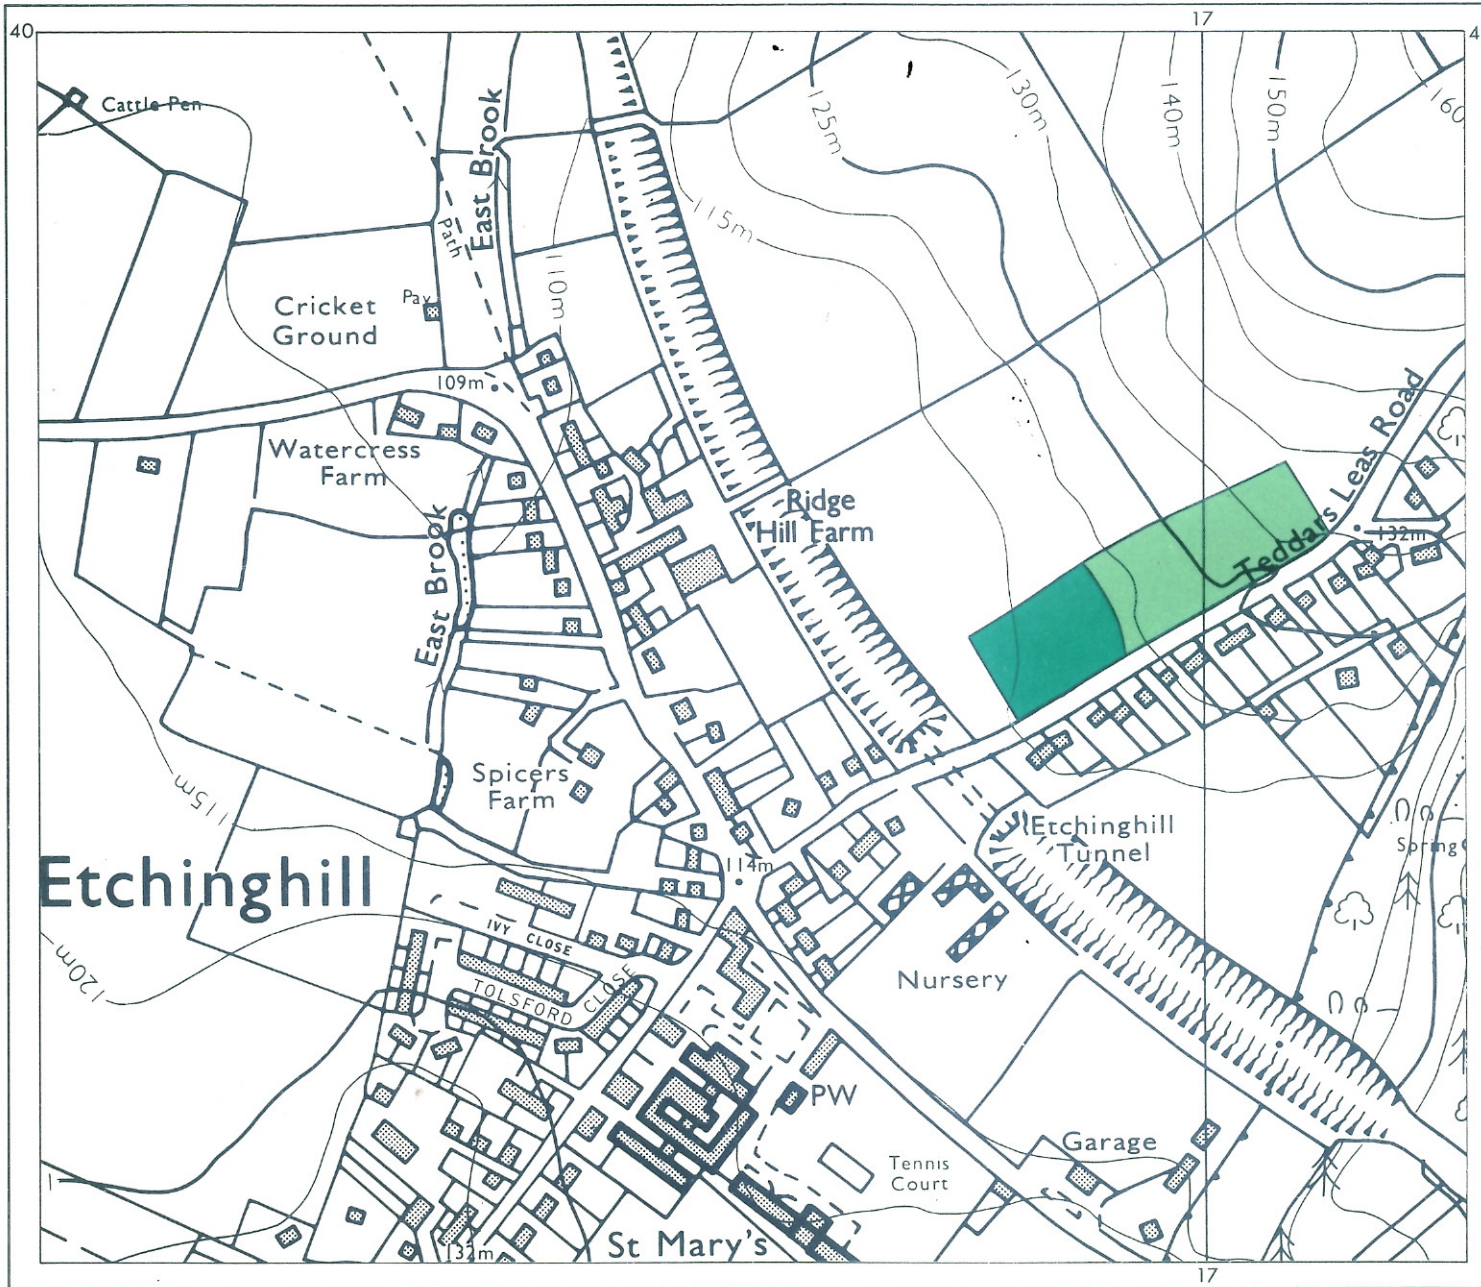 17
40
4
Cattle Pen
East Brook
Path
125m
130m
140m
150m
160
115m
110m
Cricket
Ground
Pav
109m
Watercress
Farm
Ridge
Hill Farm
Teddars Leas Road
132m
East Brook
Spicers
Farm
115m
Etchinghill
Tunnel
Spring
114m
Etchinghill
IVY CLOSE
TOLSFORD CLOSE
120m
Nursery
PW
Garage
Tennis
Court
St Mary's
132m
17